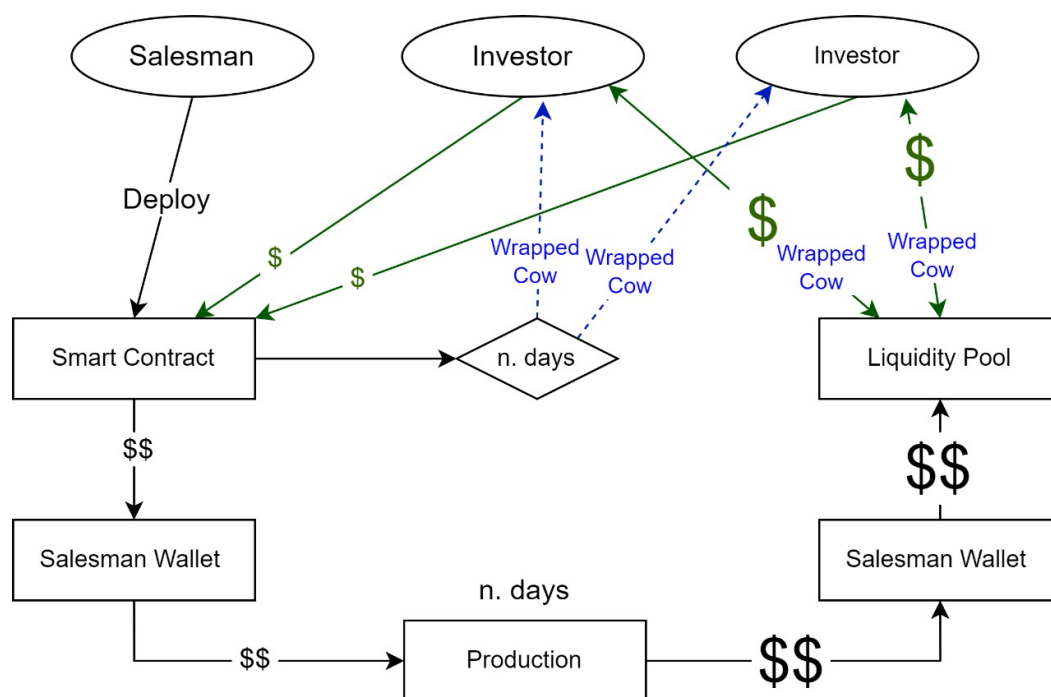 Salesman
Investor
Investor
Deploy
$
$
$
$
Wrapped
Cow
Wrapped
Cow
Wrapped
Cow
Wrapped
Cow
Smart Contract
n. days
Liquidity Pool
$$
$$
Salesman Wallet
Salesman Wallet
n. days
$$
Production
$$